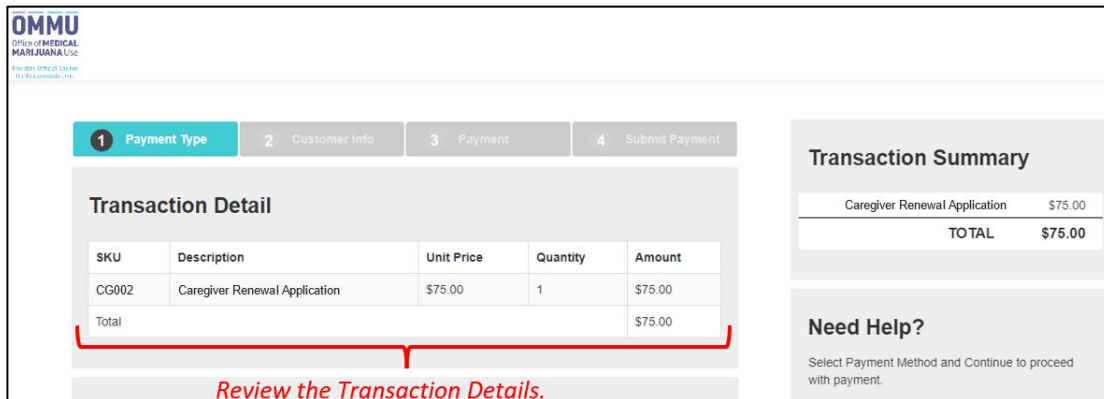 OMMU
Office of MEDICAL
MARIJUANA Use
1 Payment Type
2 Customer Info
3 Payment
4 Submit Payment
Transaction Detail
SKU Description Unit Price Quantity Amount
CG002 Caregiver Renewal Application $75.00 1 $75.00
Total $75.00
Review the Transaction Details.
Transaction Summary
Caregiver Renewal Application $75.00
TOTAL $75.00
Need Help?
Select Payment Method and Continue to proceed
with payment.